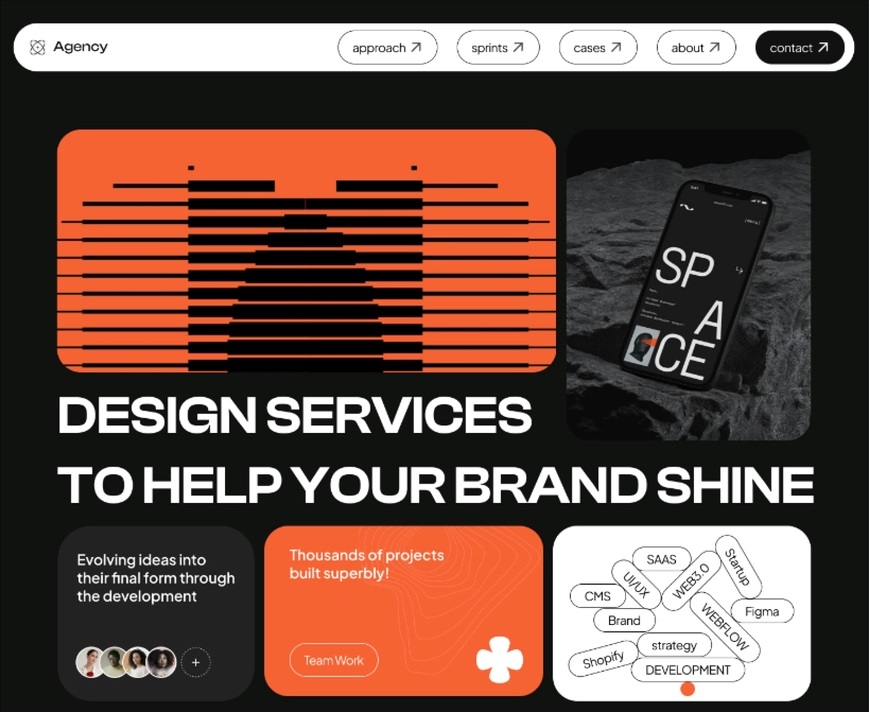 Agency
approach
sprints
cases
about
contact
SP
A
CE
DESIGN SERVICES
TO HELP YOUR BRAND SHINE
Evolving ideas into
their final form through
the development
+
Thousands of projects
built superbly!
Team Work
SAAS
Startup
UI/UX
WEB3.0
CMS
Figma
Brand
WEBFLOW
strategy
Shopify
DEVELOPMENT